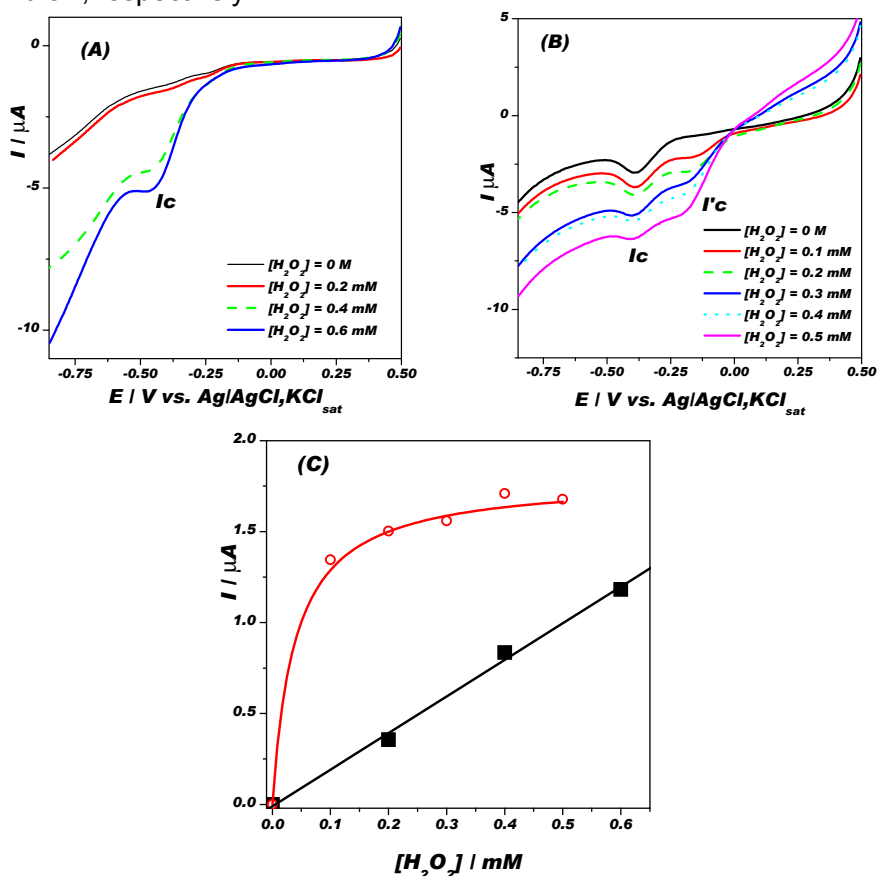 respectively
(A)
0
-5
-10
I / μA
Ic
[H₂O₂] = 0 M
[H₂O₂] = 0.2 mM
[H₂O₂] = 0.4 mM
[H₂O₂] = 0.6 mM
-0.75 -0.50 -0.25 0.00 0.25 0.50
E / V vs. Ag/AgCl,KCl_sat
(B)
5
0
-5
-10
I / μA
I'c
Ic
[H₂O₂] = 0 M
[H₂O₂] = 0.1 mM
[H₂O₂] = 0.2 mM
[H₂O₂] = 0.3 mM
[H₂O₂] = 0.4 mM
[H₂O₂] = 0.5 mM
-0.75 -0.50 -0.25 0.00 0.25 0.50
E / V vs. Ag/AgCl,KCl_sat
(C)
2.0
1.5
1.0
0.5
0.0
I / μA
0.0 0.1 0.2 0.3 0.4 0.5 0.6
[H₂O₂] / mM